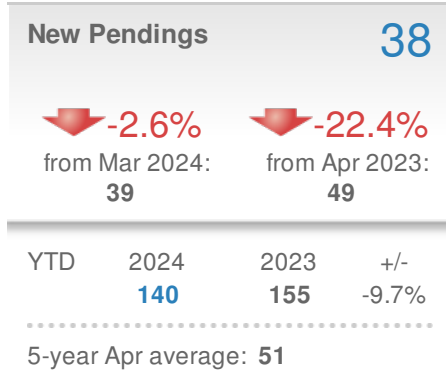 New Pendings 38
-2.6% -22.4%
from Mar 2024: from Apr 2023:
39 49
YTD 2024 2023 +/-
140 155 -9.7%
5-year Apr average: 51